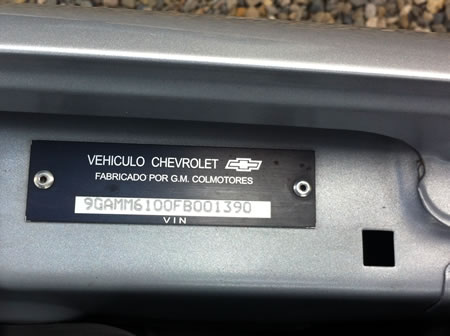 VEHICULO CHEVROLET
FABRICADO POR G.M. COLMOTORES
9GAMM6100FB001390
VIN